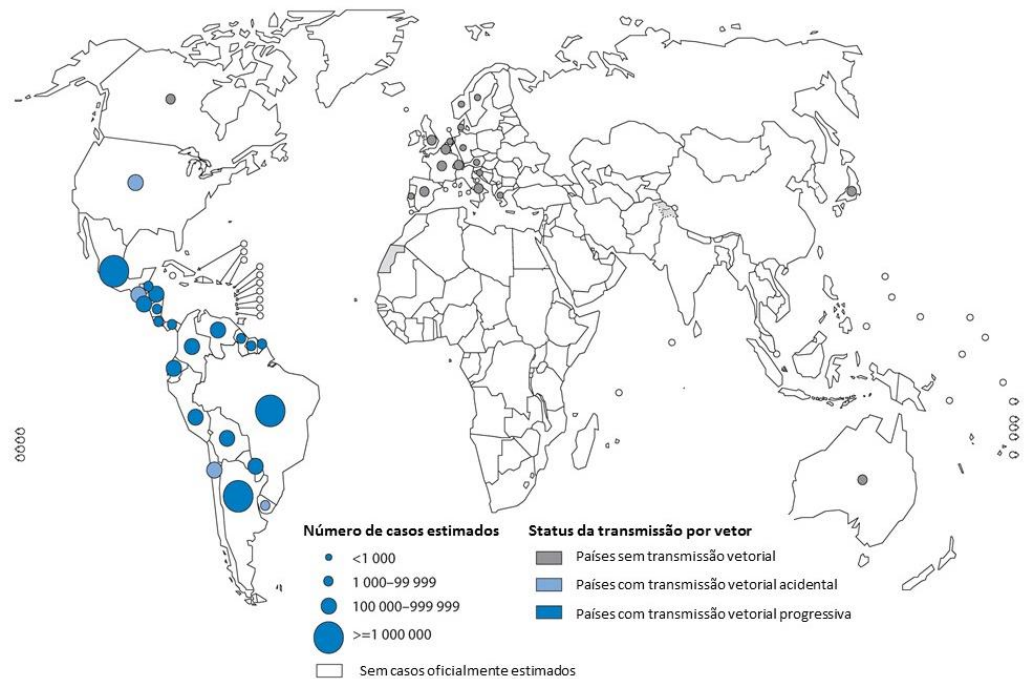 Número de casos estimados
<1 000
1 000–99 999
100 000–999 999
>=1 000 000
Sem casos oficialmente estimados
Status da transmissão por vetor
Países sem transmissão vetorial
Países com transmissão vetorial acidental
Países com transmissão vetorial progressiva